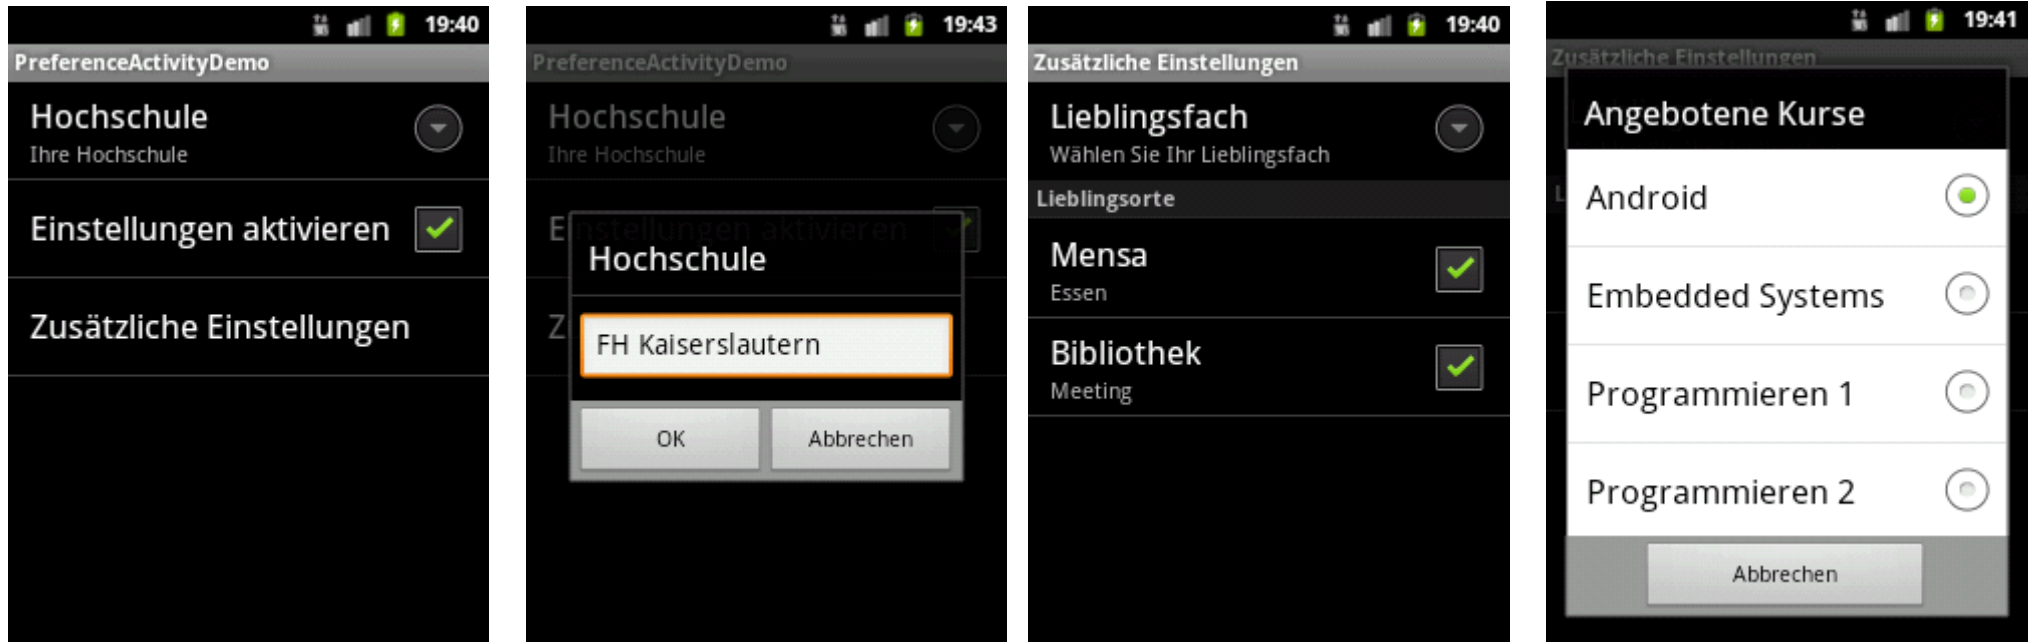 19:40
PreferenceActivityDemo
Hochschule
Ihre Hochschule
Einstellungen aktivieren
Zusätzliche Einstellungen
19:43
PreferenceActivityDemo
Hochschule
Ihre Hochschule
Einstellungen aktivieren
Hochschule
Z
FH Kaiserslautern
OK
Abbrechen
19:40
Zusätzliche Einstellungen
Lieblingsfach
Wählen Sie Ihr Lieblingsfach
Lieblingsorte
Mensa
Essen
Bibliothek
Meeting
19:41
Zusätzliche Einstellungen
Angebotene Kurse
L
Android
Embedded Systems
Programmieren 1
Programmieren 2
Abbrechen